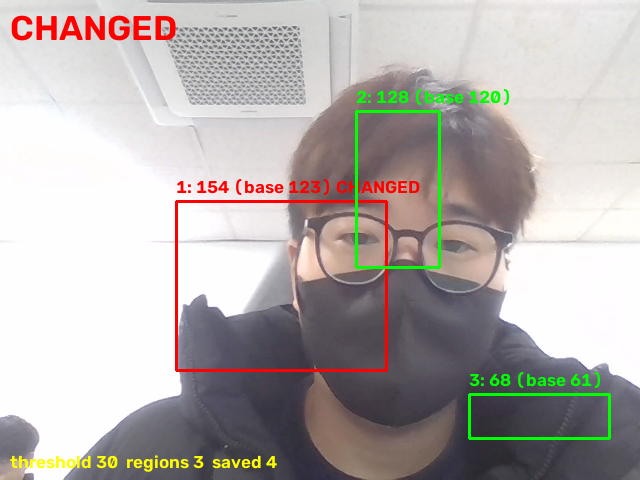 CHANGED
2: 128 (base 120)
1: 154 (base 123) CHANGED
3: 68 (base 61)
threshold 30 regions 3 saved 4